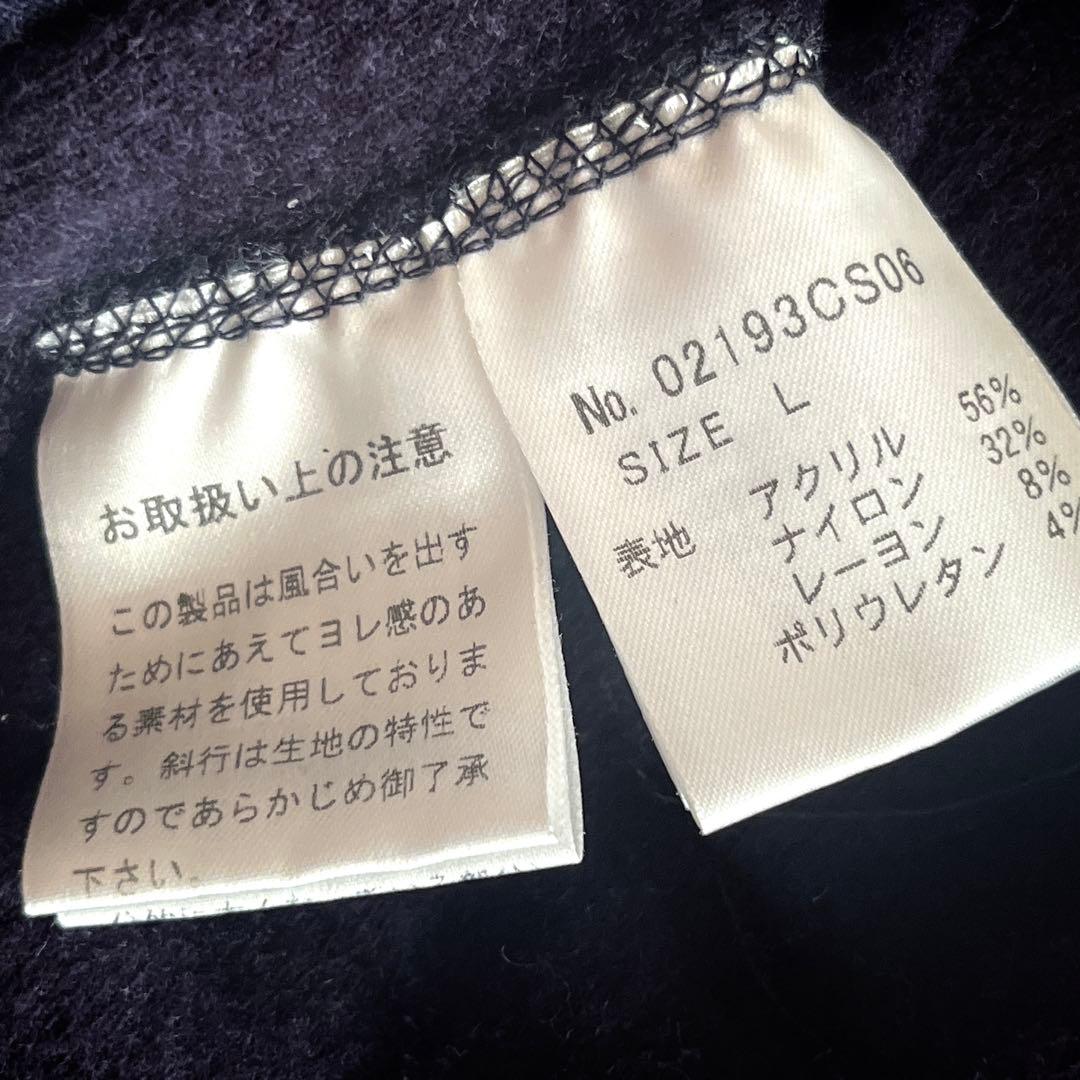 お取扱い上の注意
この製品は風合いを出す
ためにあえてヨレ感のあ
る素材を使用しておりま
す。斜行は生地の特性で
すのであらかじめ御了承
下さい。
No. 02193CS06
SIZE L
表地 アクリル 56%
ナイロン 32%
レーヨン 8%
ポリウレタン 4%